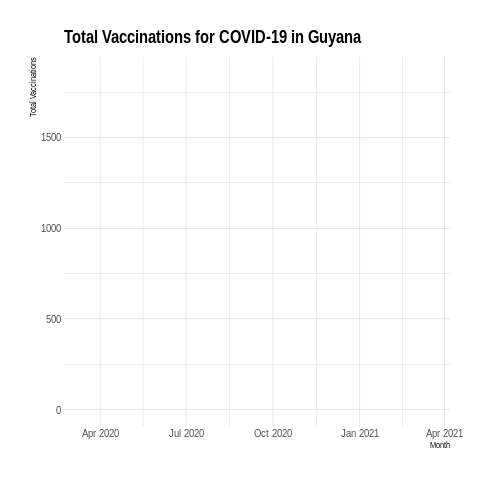 Total Vaccinations for COVID-19 in Guyana
Total Vaccinations
1500
1000
500
0
Apr 2020 Jul 2020 Oct 2020 Jan 2021 Apr 2021
Month